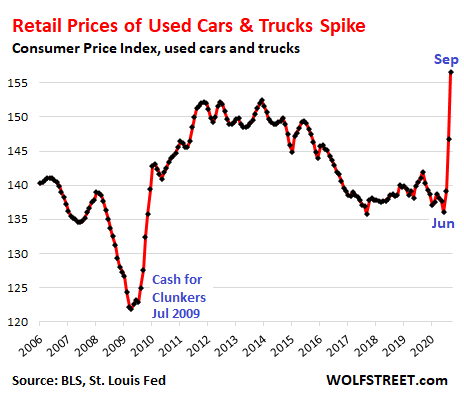 Retail Prices of Used Cars & Trucks Spike
Consumer Price Index, used cars and trucks
Sep
155
150
145
140
135
130
125
120
Jun
Cash for
Clunkers
Jul 2009
2006
2007
2008
2009
2010
2011
2012
2013
2014
2015
2016
2017
2018
2019
2020
Source: BLS, St. Louis Fed
WOLFSTREET.com